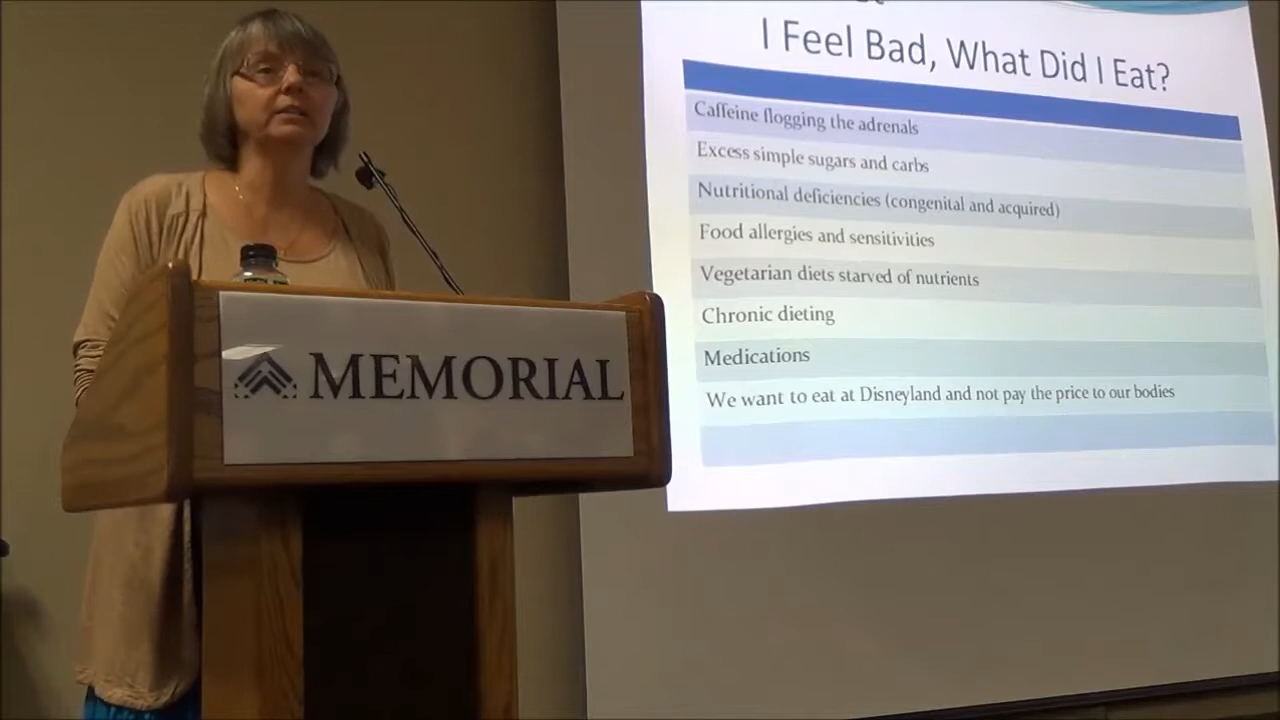 I Feel Bad, What Did I Eat?
Caffeine flogging the adrenals
Excess simple sugars and carbs
Nutritional deficiencies (congenital and acquired)
Food allergies and sensitivities
Vegetarian diets starved of nutrients
Chronic dieting
Medications
We want to eat at Disneyland and not pay the price to our bodies
MEMORIAL